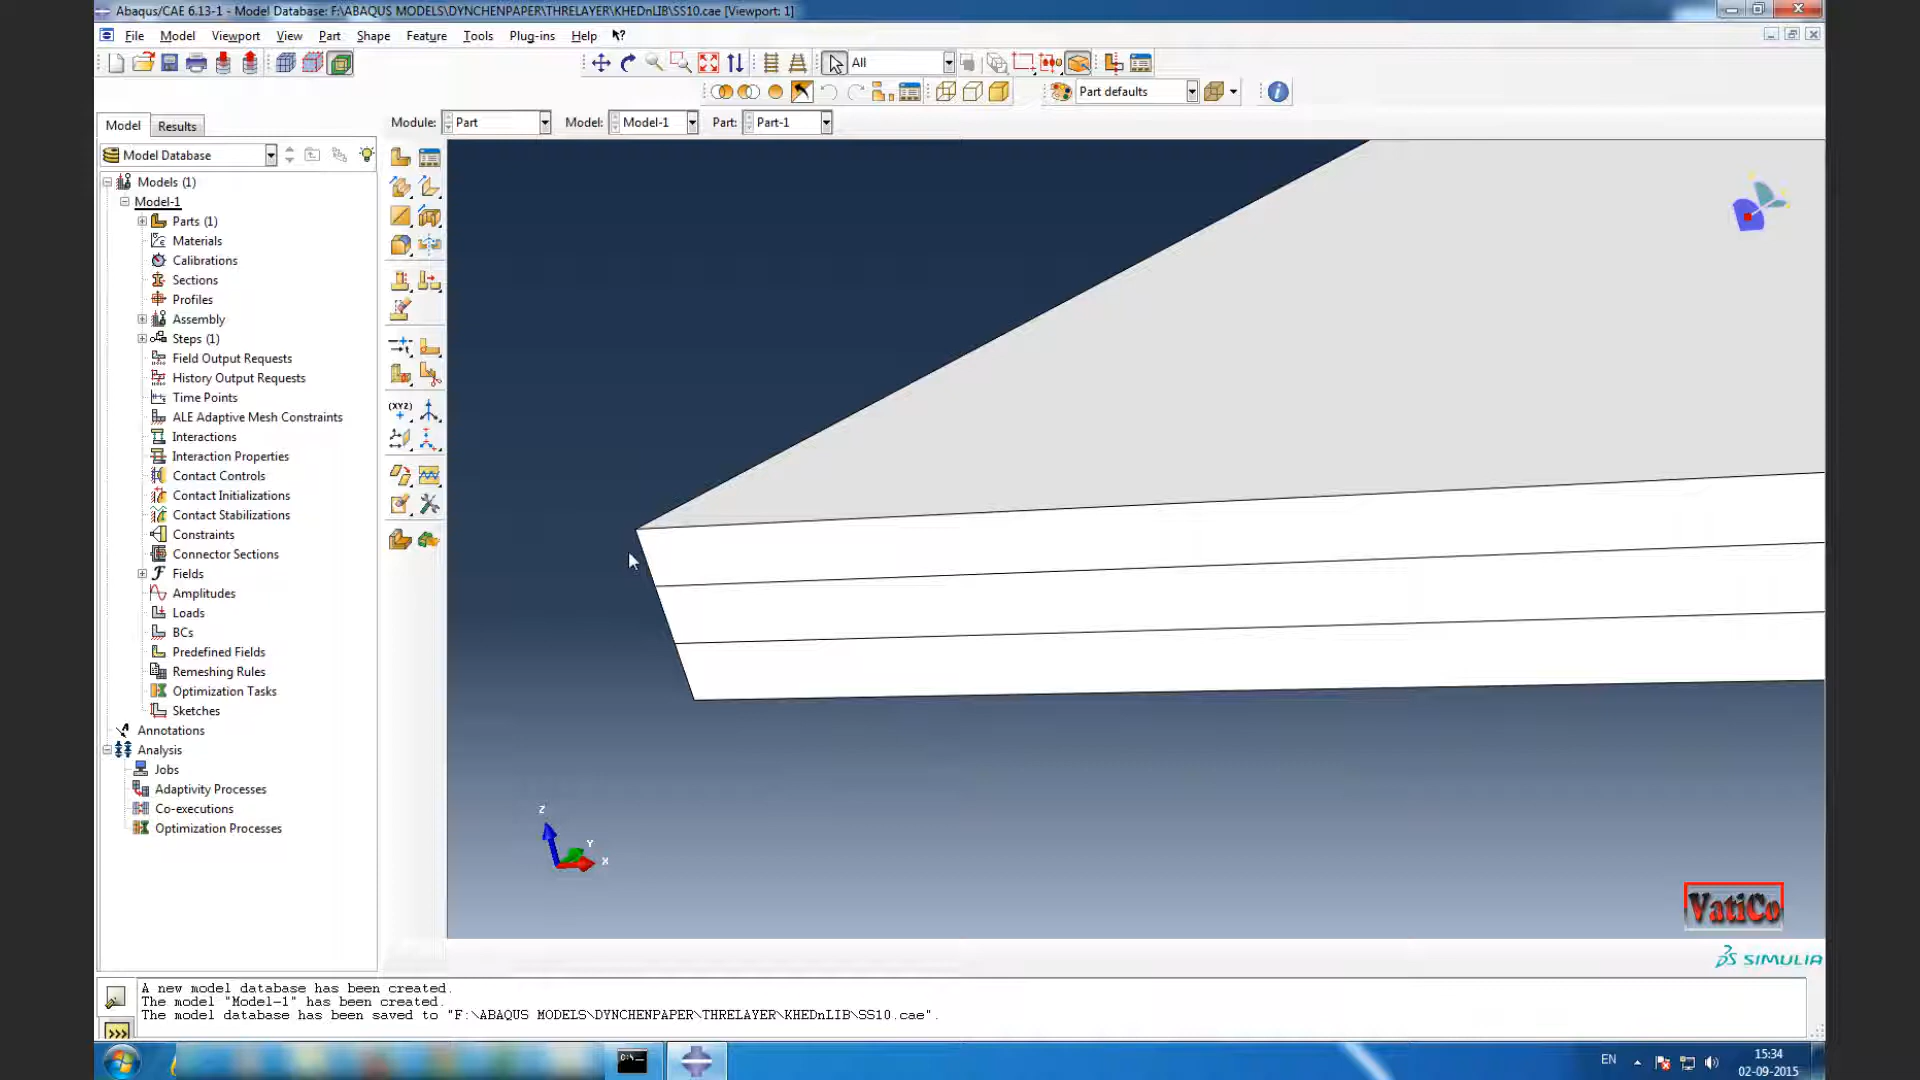 Abaqus/CAE 6.13-1 - Model Database: F:\ABAQUS MODELS\DYNCHENPAPER\THRELAYER\KHEDnLIB\SS10.cae [Viewport: 1]
File Model Viewport View Part Shape Feature Tools Plug-ins Help
All
Part defaults
Model Results
Module: Part Model: Model-1 Part: Part-1
Model Database
Models (1)
Model-1
Parts (1)
Materials
Calibrations
Sections
Profiles
Assembly
Steps (1)
Field Output Requests
History Output Requests
Time Points
ALE Adaptive Mesh Constraints
Interactions
Interaction Properties
Contact Controls
Contact Initializations
Contact Stabilizations
Constraints
Connector Sections
Fields
Amplitudes
Loads
BCs
Predefined Fields
Remeshing Rules
Optimization Tasks
Sketches
Annotations
Analysis
Jobs
Adaptivity Processes
Co-executions
Optimization Processes
(XYZ)
Z
Y
X
VatiCo
SIMULIA
A new model database has been created.
The model "Model-1" has been created.
The model database has been saved to "F:\ABAQUS MODELS\DYNCHENPAPER\THRELAYER\KHEDnLIB\SS10.cae".
EN
15:34
02-09-2015